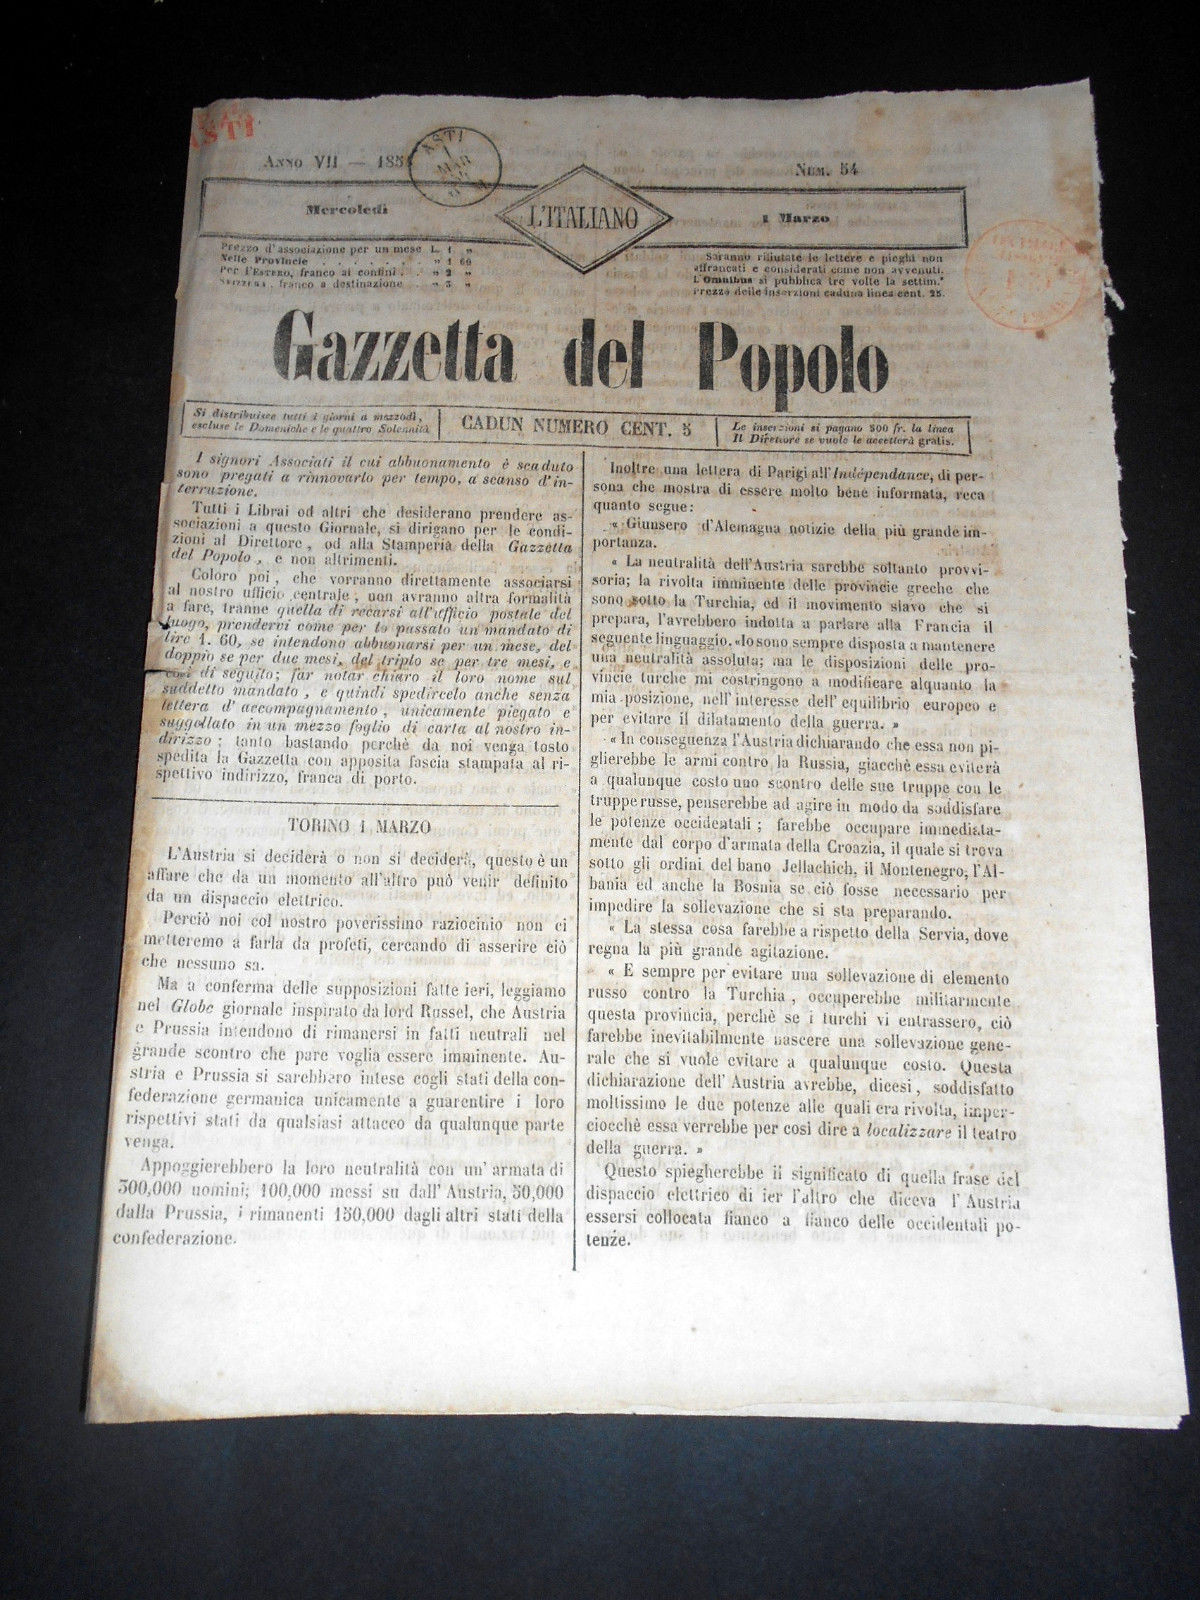 ASTI
ANNO VII — 185
ASTI
1
MAR
NUM. 54
Mercoledì
L'ITALIANO
1 Marzo
Prezzo d'associazione per un mese L. 1 »
Nelle Provincie . . . . . . . » 1 60
Per l'ESTERO, franco ai confini . . » 2 »
SVIZZERA, franco a destinazione . . » 3 »
Saranno rifiutate le lettere e pieghi non
affrancati e considerati come non avvenuti.
L'Omnibus si pubblica tre volte la settim.ª
Prezzo delle inserzioni caduna linea cent. 25.
Gazzetta del Popolo
Si distribuisce tutti i giorni a mezzodì,
escluse le Domeniche e le quattro Solennità
CADUN NUMERO CENT. 5
Le inserzioni si pagano 500 fr. la linea
Il Direttore se vuole le accetterà gratis.
I signori Associati il cui abbuonamento è scaduto
sono pregati a rinnovarlo per tempo, a scanso d'in-
terruzione.
Tutti i Librai od altri che desiderano prendere as-
sociazioni a questo Giornale, si dirigano per le condi-
zioni al Direttore, od alla Stamperia della Gazzetta
del Popolo, e non altrimenti.
Coloro poi, che vorranno direttamente associarsi
al nostro ufficio centrale, non avranno altra formalità
a fare, tranne quella di recarsi all'ufficio postale del
luogo, prendervi come per lo passato un mandato di
lire 1. 60, se intendono abbuonarsi per un mese, del
doppio se per due mesi, del triplo se per tre mesi, e
così di seguito; far notar chiaro il loro nome sul
suddetto mandato, e quindi spedircelo anche senza
lettera d'accompagnamento, unicamente piegato e
suggellato in un mezzo foglio di carta al nostro in-
dirizzo; tanto bastando perchè da noi venga tosto
spedita la Gazzetta con apposita fascia stampata al ri-
spettivo indirizzo, franca di porto.
TORINO 1 MARZO
L'Austria si deciderà o non si deciderà, questo è un
affare che da un momento all'altro può venir definito
da un dispaccio elettrico.
Perciò noi col nostro poverissimo raziocinio non ci
metteremo a farla da profeti, cercando di asserire ciò
che nessuno sa.
Ma a conferma delle supposizioni fatte ieri, leggiamo
nel Globe giornale inspirato da lord Russel, che Austria
e Prussia intendono di rimanersi in fatti neutrali nel
grande scontro che pare voglia essere imminente. Au-
stria e Prussia si sarebbero intese cogli stati della con-
federazione germanica unicamente a guarentire i loro
rispettivi stati da qualsiasi attacco da qualunque parte
venga.
Appoggierebbero la loro neutralità con un'armata di
300,000 uomini; 100,000 messi su dall'Austria, 50,000
dalla Prussia, i rimanenti 150,000 dagli altri stati della
confederazione.
Inoltre una lettera di Parigi all'Indépendance, di per-
sona che mostra di essere molto bene informata, reca
quanto segue:
« Giunsero d'Alemagna notizie della più grande im-
portanza.
« La neutralità dell'Austria sarebbe soltanto provvi-
soria; la rivolta imminente delle provincie greche che
sono sotto la Turchia, ed il movimento slavo che si
prepara, l'avrebbero indotta a parlare alla Francia il
seguente linguaggio. «Io sono sempre disposta a mantenere
una neutralità assoluta; ma le disposizioni delle pro-
vincie turche mi costringono a modificare alquanto la
mia posizione, nell'interesse dell'equilibrio europeo e
per evitare il dilatamento della guerra. »
« In conseguenza l'Austria dichiarando che essa non pi-
glierebbe le armi contro la Russia, giacchè essa eviterà
a qualunque costo uno scontro delle sue truppe con le
truppe russe, penserebbe ad agire in modo da soddisfare
le potenze occidentali; farebbe occupare immediata-
mente dal corpo d'armata della Croazia, il quale si trova
sotto gli ordini del bano Jellachich, il Montenegro, l'Al-
bania ed anche la Bosnia se ciò fosse necessario per
impedire la sollevazione che si sta preparando.
« La stessa cosa farebbe a rispetto della Servia, dove
regna la più grande agitazione.
« E sempre per evitare una sollevazione di elemento
russo contro la Turchia, occuperebbe militarmente
questa provincia, perchè se i turchi vi entrassero, ciò
farebbe inevitabilmente nascere una sollevazione gene-
rale che si vuole evitare a qualunque costo. Questa
dichiarazione dell'Austria avrebbe, dicesi, soddisfatto
moltissimo le due potenze alle quali era rivolta, imper-
ciocchè essa verrebbe per così dire a localizzare il teatro
della guerra. »
Questo spiegherebbe il significato di quella frase del
dispaccio elettrico di ier l'altro che diceva l'Austria
essersi collocata fianco a fianco delle occidentali po-
tenze.